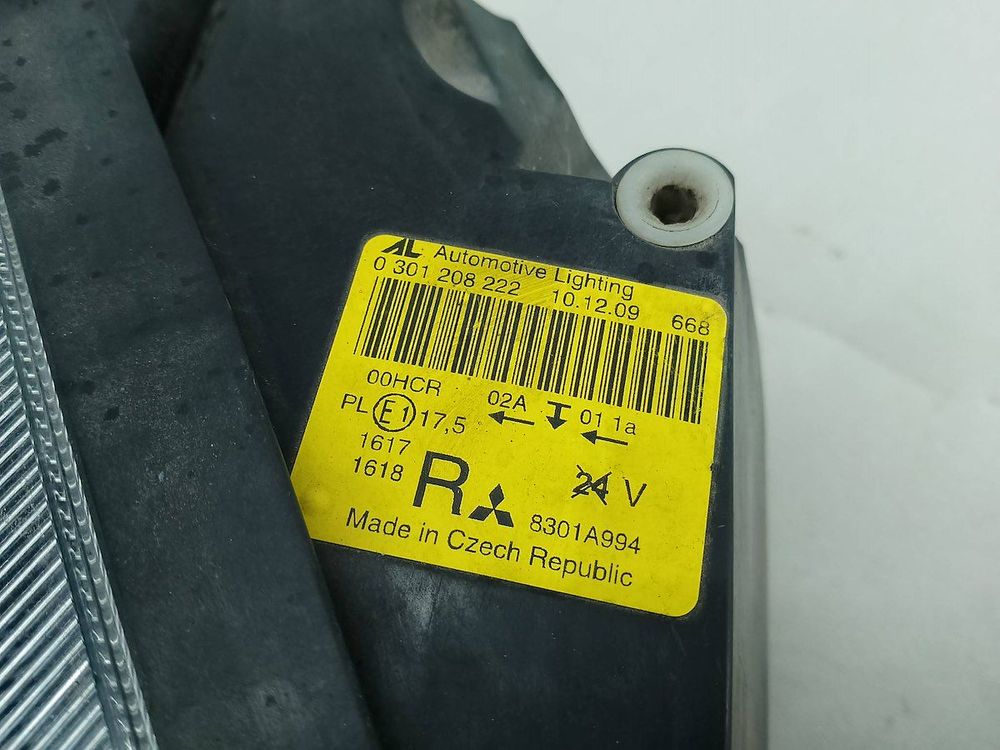 AL Automotive Lighting
0 301 208 222 10.12.09 668
00HCR 02A 01 1a
PL E1 17,5
1617
1618 R 24 V
8301A994
Made in Czech Republic